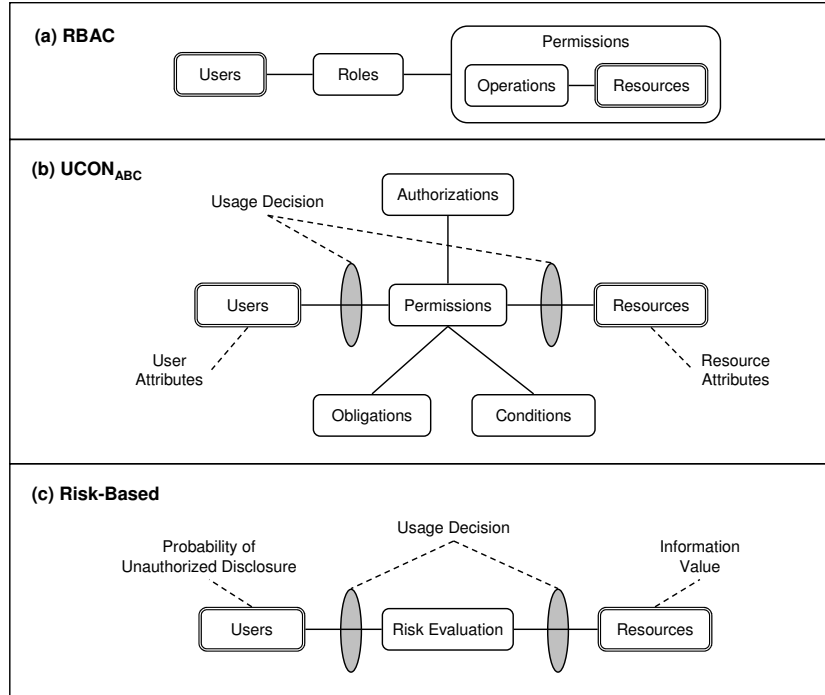 (a) RBAC
Permissions
Users
Roles
Operations
Resources
(b) UCONABC
Usage Decision
Authorizations
Users
Permissions
Resources
User
Attributes
Resource
Attributes
Obligations
Conditions
(c) Risk-Based
Usage Decision
Probability of
Unauthorized Disclosure
Information
Value
Users
Risk Evaluation
Resources